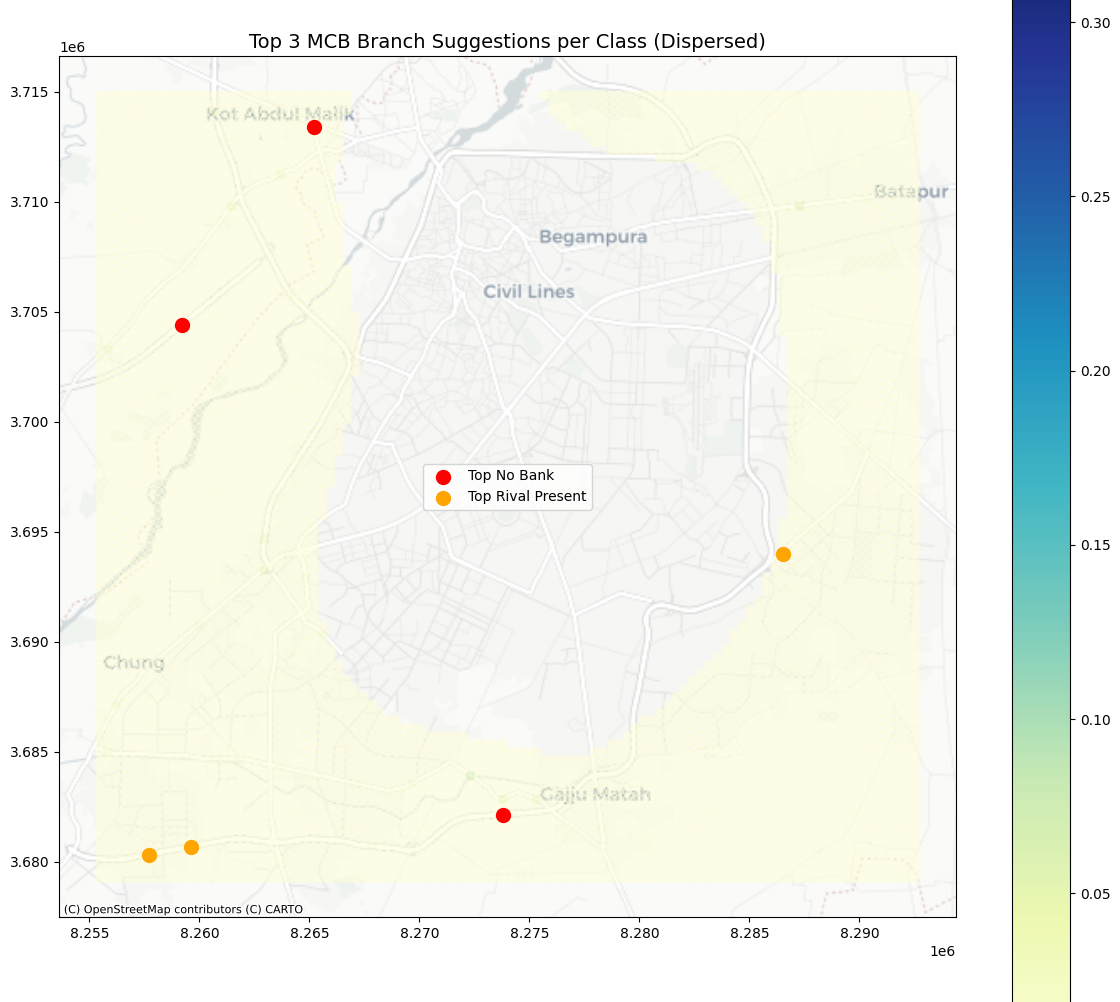 Top 3 MCB Branch Suggestions per Class (Dispersed)
1e6
0.30
3.715
Kot Abdul Malik
3.710
Batapur
0.25
Begampura
3.705
Civil Lines
0.20
3.700
Top No Bank
Top Rival Present
3.695
0.15
3.690
Chung
0.10
3.685
Gajju Matah
3.680
0.05
(C) OpenStreetMap contributors (C) CARTO
8.255 8.260 8.265 8.270 8.275 8.280 8.285 8.290
1e6